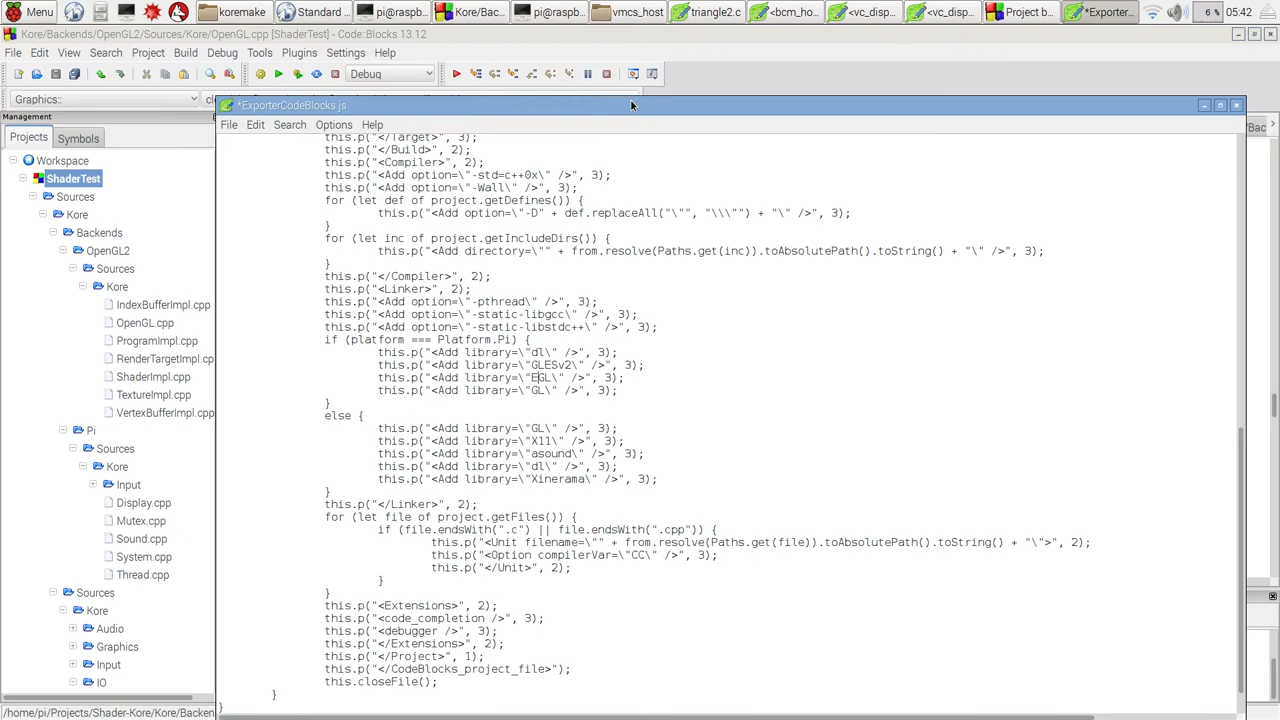 Menu
koremake
Standard ...
pi@raspb...
Kore/Bac...
pi@raspb...
vmcs_host
triangle2.c
<bcm_ho...
<vc_disp...
<vc_disp...
Project b...
*Exporter...
6 %
05:42
Kore/Backends/OpenGL2/Sources/Kore/OpenGL.cpp [ShaderTest] - Code::Blocks 13.12
File Edit View Search Project Build Debug Tools Plugins Settings Help
Debug
Graphics::
Management
Projects Symbols
Workspace
ShaderTest
Sources
Kore
Backends
OpenGL2
Sources
Kore
IndexBufferImpl.cpp
OpenGL.cpp
ProgramImpl.cpp
RenderTargetImpl.cp
ShaderImpl.cpp
TextureImpl.cpp
VertexBufferImpl.cpp
Pi
Sources
Kore
Input
Display.cpp
Mutex.cpp
Sound.cpp
System.cpp
Thread.cpp
Sources
Kore
Audio
Graphics
Input
IO
/home/pi/Projects/Shader-Kore/Kore/Backen
*ExporterCodeBlocks.js
File Edit Search Options Help
this.p("</Target>", 3);
this.p("</Build>", 2);
this.p("<Compiler>", 2);
this.p("<Add option=\"-std=c++0x\" />", 3);
this.p("<Add option=\"-Wall\" />", 3);
for (let def of project.getDefines()) {
this.p("<Add option=\"-D" + def.replaceAll("\"", "\\\"") + "\" />", 3);
}
for (let inc of project.getIncludeDirs()) {
this.p("<Add directory=\"" + from.resolve(Paths.get(inc)).toAbsolutePath().toString() + "\" />", 3);
}
this.p("</Compiler>", 2);
this.p("<Linker>", 2);
this.p("<Add option=\"-pthread\" />", 3);
this.p("<Add option=\"-static-libgcc\" />", 3);
this.p("<Add option=\"-static-libstdc++\" />", 3);
if (platform === Platform.Pi) {
this.p("<Add library=\"dl\" />", 3);
this.p("<Add library=\"GLESv2\" />", 3);
this.p("<Add library=\"EGL\" />", 3);
this.p("<Add library=\"GL\" />", 3);
}
else {
this.p("<Add library=\"GL\" />", 3);
this.p("<Add library=\"X11\" />", 3);
this.p("<Add library=\"asound\" />", 3);
this.p("<Add library=\"dl\" />", 3);
this.p("<Add library=\"Xinerama\" />", 3);
}
this.p("</Linker>", 2);
for (let file of project.getFiles()) {
if (file.endsWith(".c") || file.endsWith(".cpp")) {
this.p("<Unit filename=\"" + from.resolve(Paths.get(file)).toAbsolutePath().toString() + "\">", 2);
this.p("<Option compilerVar=\"CC\" />", 3);
this.p("</Unit>", 2);
}
}
this.p("<Extensions>", 2);
this.p("<code_completion />", 3);
this.p("<debugger />", 3);
this.p("</Extensions>", 2);
this.p("</Project>", 1);
this.p("</CodeBlocks_project_file>");
this.closeFile();
}
}